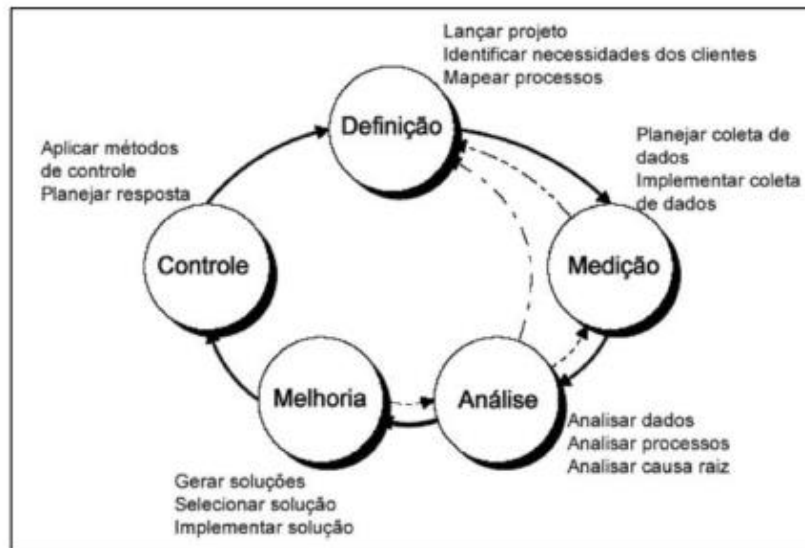 Lançar projeto
Identificar necessidades dos clientes
Mapear processos
Definição
Planejar coleta de
dados
Implementar coleta
de dados
Medição
Analisar dados
Analisar processos
Analisar causa raiz
Análise
Gerar soluções
Selecionar solução
Implementar solução
Melhoria
Aplicar métodos
de controle
Planejar resposta
Controle